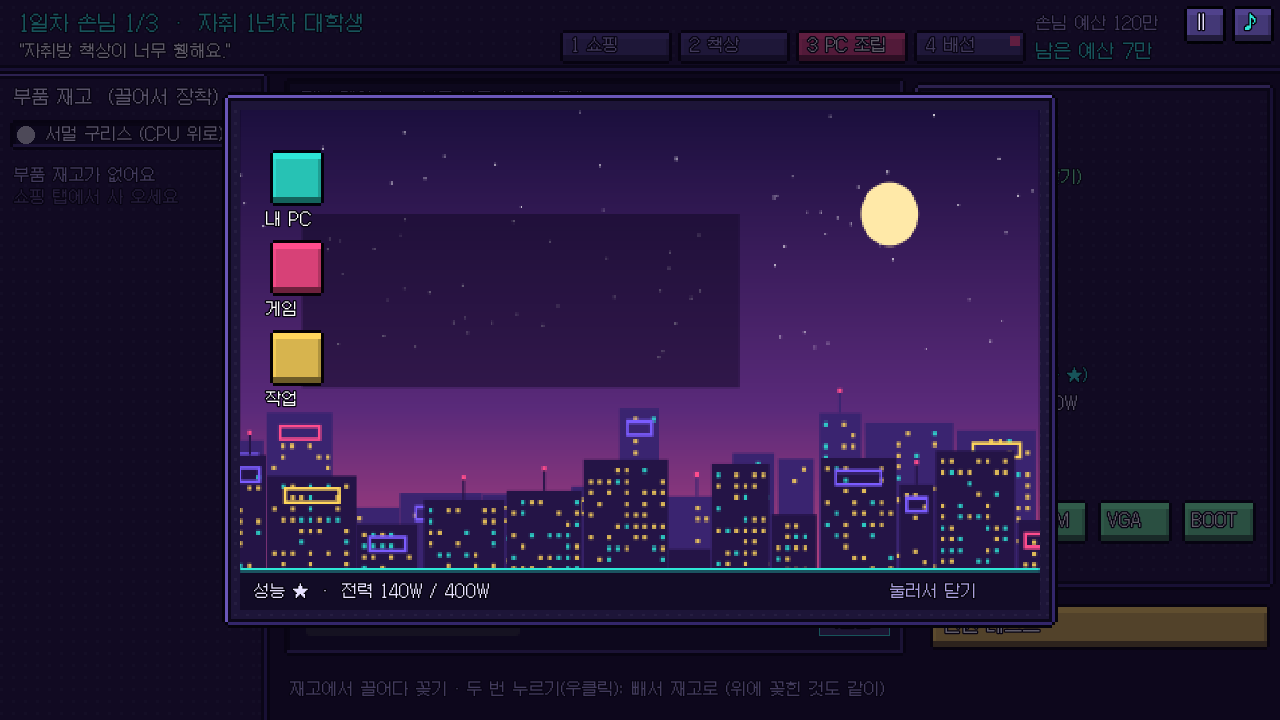 1일차 손님 1/3 · 자취 1년차 대학생
"자취방 책상이 너무 휑해요."
1 쇼핑
2 책상
3 PC 조립
4 배선
손님 예산 120만
남은 예산 7만
부품 재고 (끌어서 장착)
서멀 구리스 (CPU 위로)
부품 재고가 없어요
쇼핑 탭에서 사 오세요
내 PC
게임
작업
성능 ★ · 전력 140W / 400W
눌러서 닫기
★)
VGA
BOOT
재고에서 끌어다 꽂기 · 두 번 누르기(우클릭): 빼서 재고로 (위에 꽂힌 것도 같이)